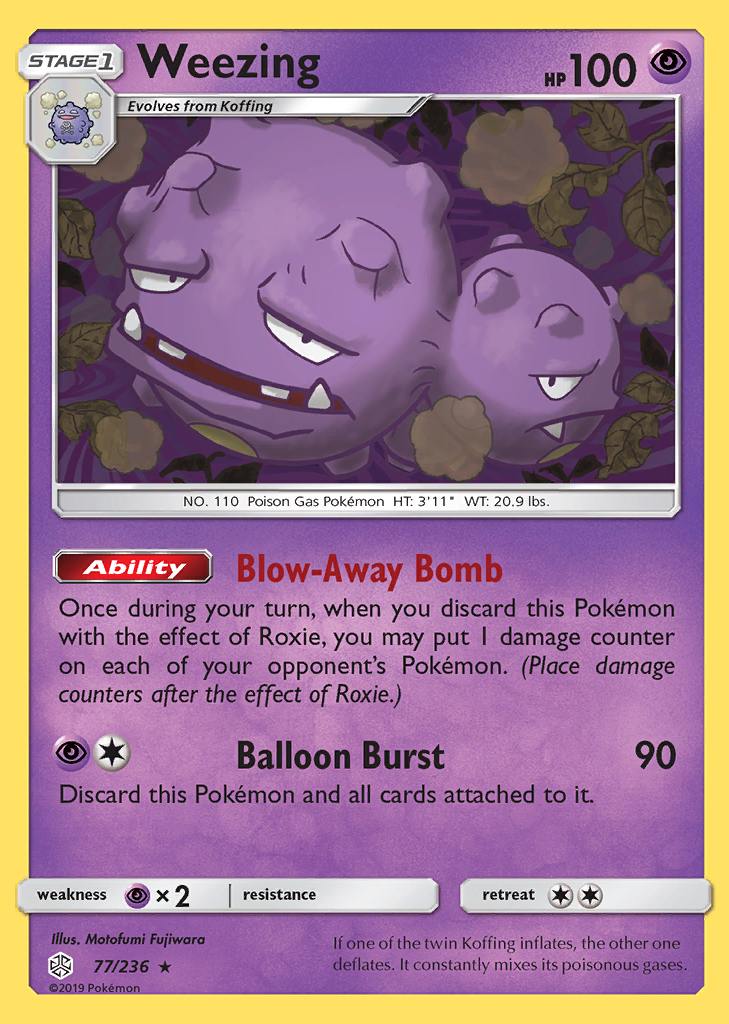 STAGE1
Weezing
HP 100
Evolves from Koffing
NO. 110 Poison Gas Pokémon HT: 3'11" WT: 20.9 lbs.
Ability Blow-Away Bomb
Once during your turn, when you discard this Pokémon
with the effect of Roxie, you may put 1 damage counter
on each of your opponent's Pokémon. (Place damage
counters after the effect of Roxie.)
Balloon Burst 90
Discard this Pokémon and all cards attached to it.
weakness ×2 resistance retreat
Illus. Motofumi Fujiwara
77/236 ★
©2019 Pokémon
If one of the twin Koffing inflates, the other one
deflates. It constantly mixes its poisonous gases.